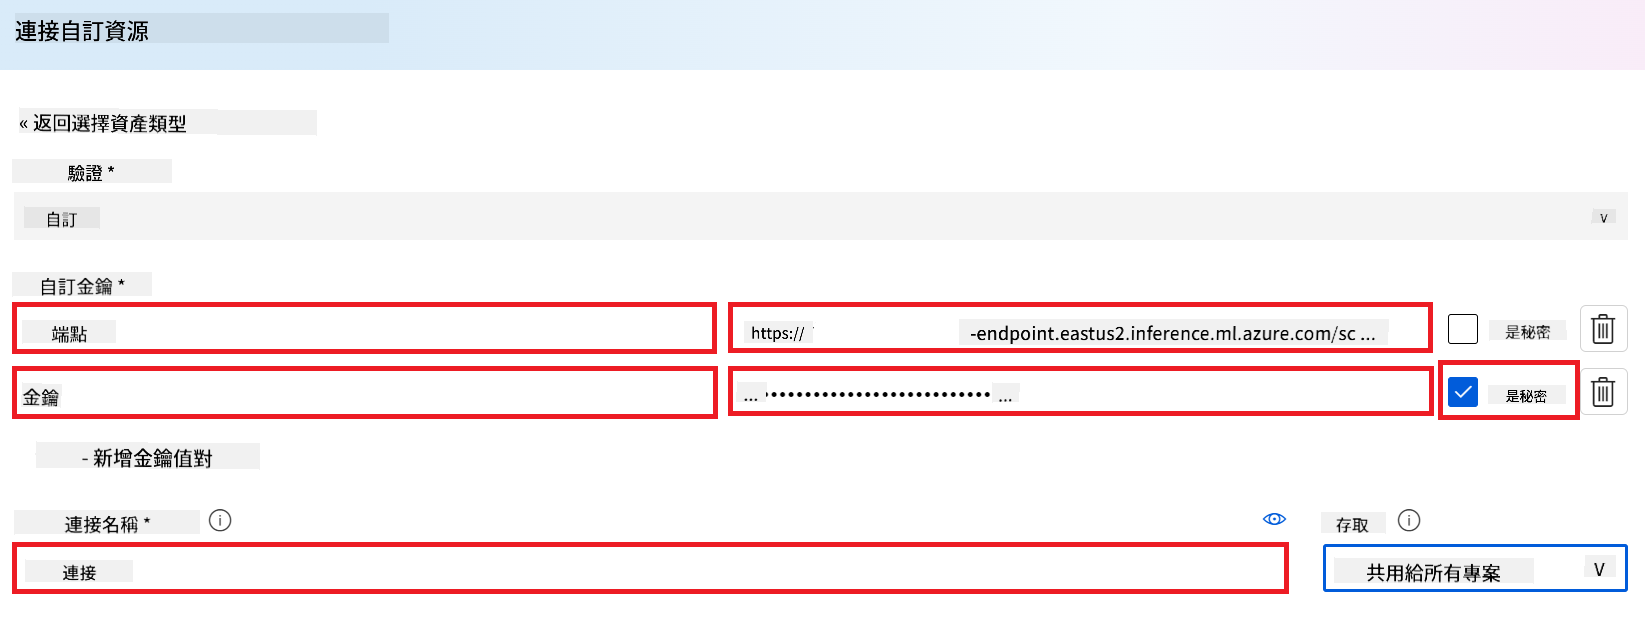 連接自訂資源
« 返回選擇資產類型
驗證 *
自訂
自訂金鑰 *
端點 https:// -endpoint.eastus2.inference.ml.azure.com/sc ... 是秘密
金鑰 ...•••••••••••••••••••••••••••... 是秘密
- 新增金鑰值對
連接名稱 * 存取
連接 共用給所有專案